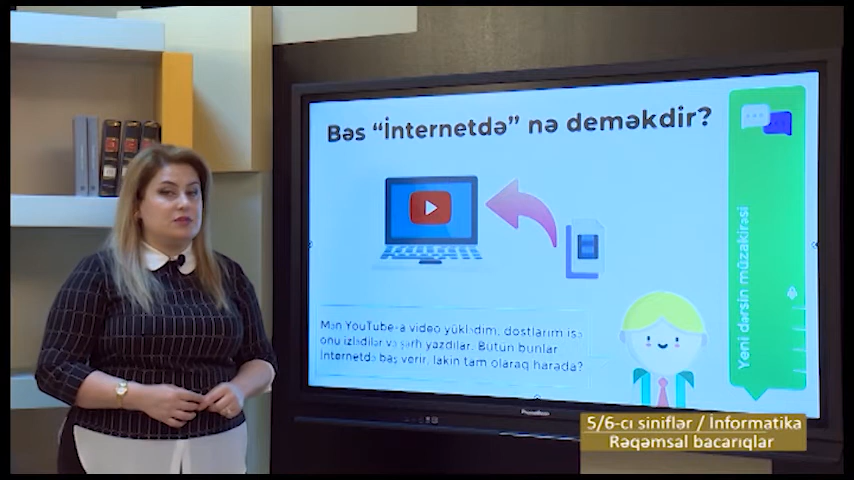 Bəs “İnternetdə” nə deməkdir?
Yeni dərsin müzakirəsi
Mən YouTube-a video yüklədim, dostlarım isə
onu izlədilər və şərh yazdılar. Bütün bunlar
İnternetdə baş verir, lakin tam olaraq harada?
Promethean
5/6-cı siniflər / İnformatika
Rəqəmsal bacarıqlar